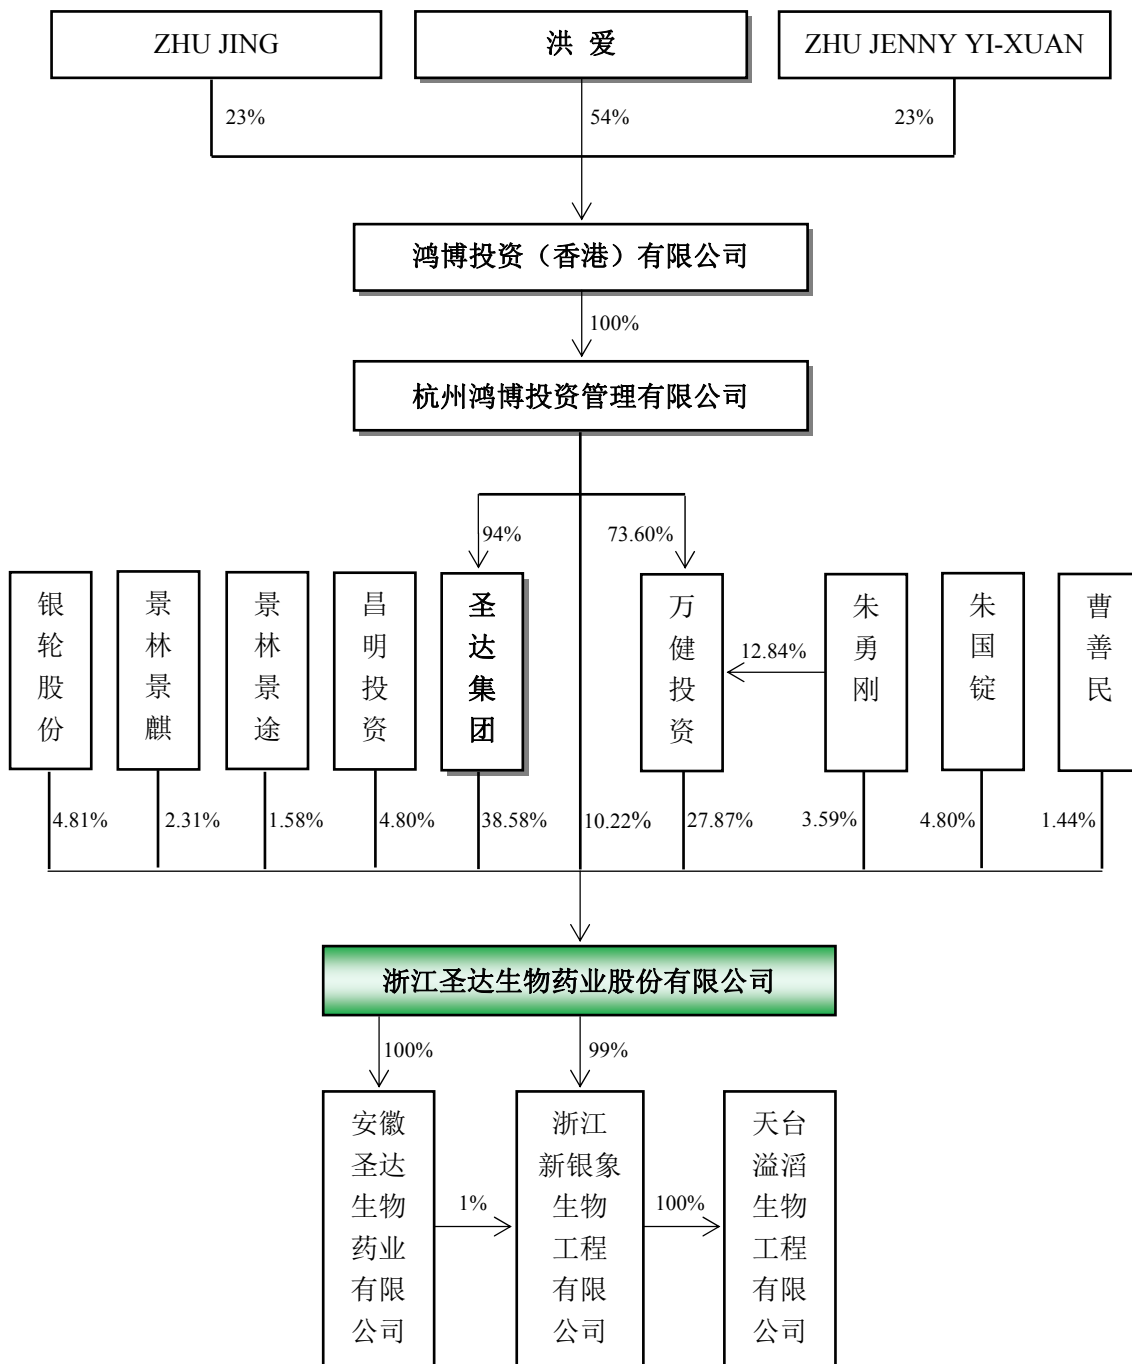 ZHU JING
洪 爱
ZHU JENNY YI-XUAN
23%
54%
23%
鸿博投资（香港）有限公司
100%
杭州鸿博投资管理有限公司
94%
73.60%
银轮股份
景林景麒
景林景途
昌明投资
圣达集团
万健投资
12.84%
朱勇刚
朱国锭
曹善民
4.81%
2.31%
1.58%
4.80%
38.58%
10.22%
27.87%
3.59%
4.80%
1.44%
浙江圣达生物药业股份有限公司
100%
99%
安徽
圣达
生物
药业
有限
公司
1%
浙江
新银象
生物
工程
有限
公司
100%
天台
溢滔
生物
工程
有限
公司